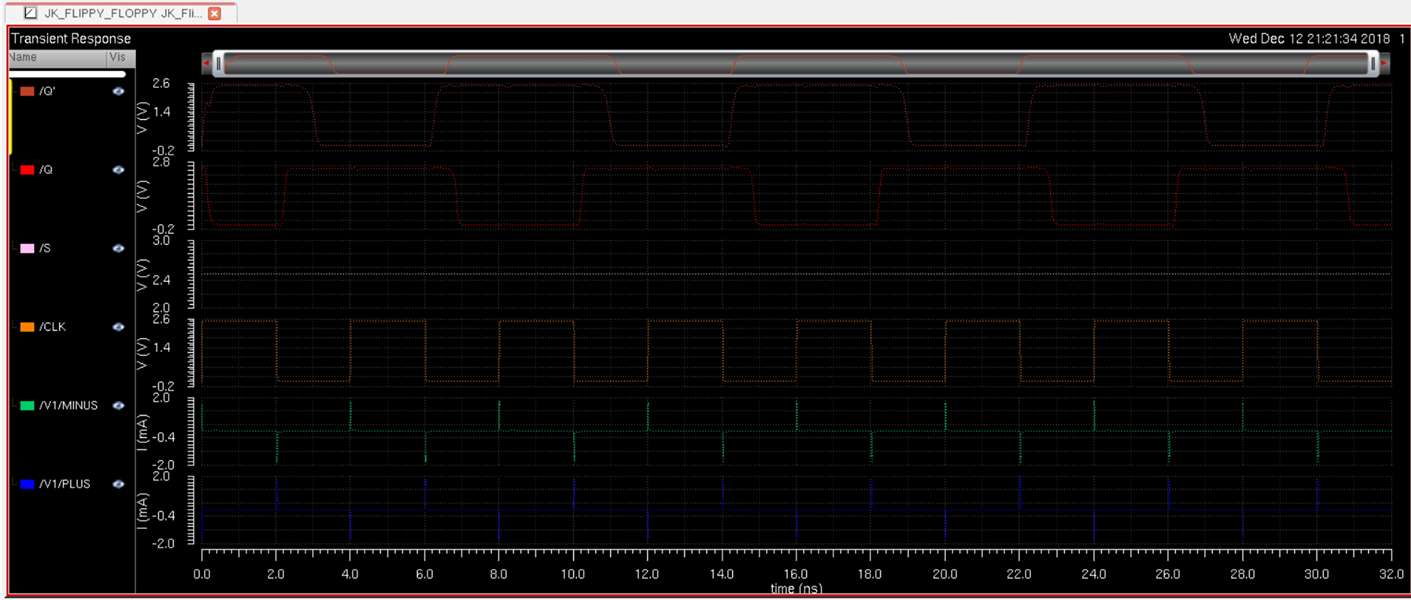 JK_FLIPPY_FLOPPY JK_Fli...
Transient Response
Wed Dec 12 21:21:34 2018 1
Name Vis
/Q'
V (V)
2.6
1.4
-0.2
/Q
V (V)
2.8
-0.2
/S
V (V)
3.0
2.4
2.0
/CLK
V (V)
2.6
1.4
-0.2
/V1/MINUS
I (mA)
2.0
-0.4
-2.0
/V1/PLUS
I (mA)
2.0
-0.4
-2.0
0.0 2.0 4.0 6.0 8.0 10.0 12.0 14.0 16.0 18.0 20.0 22.0 24.0 26.0 28.0 30.0 32.0
time (ns)